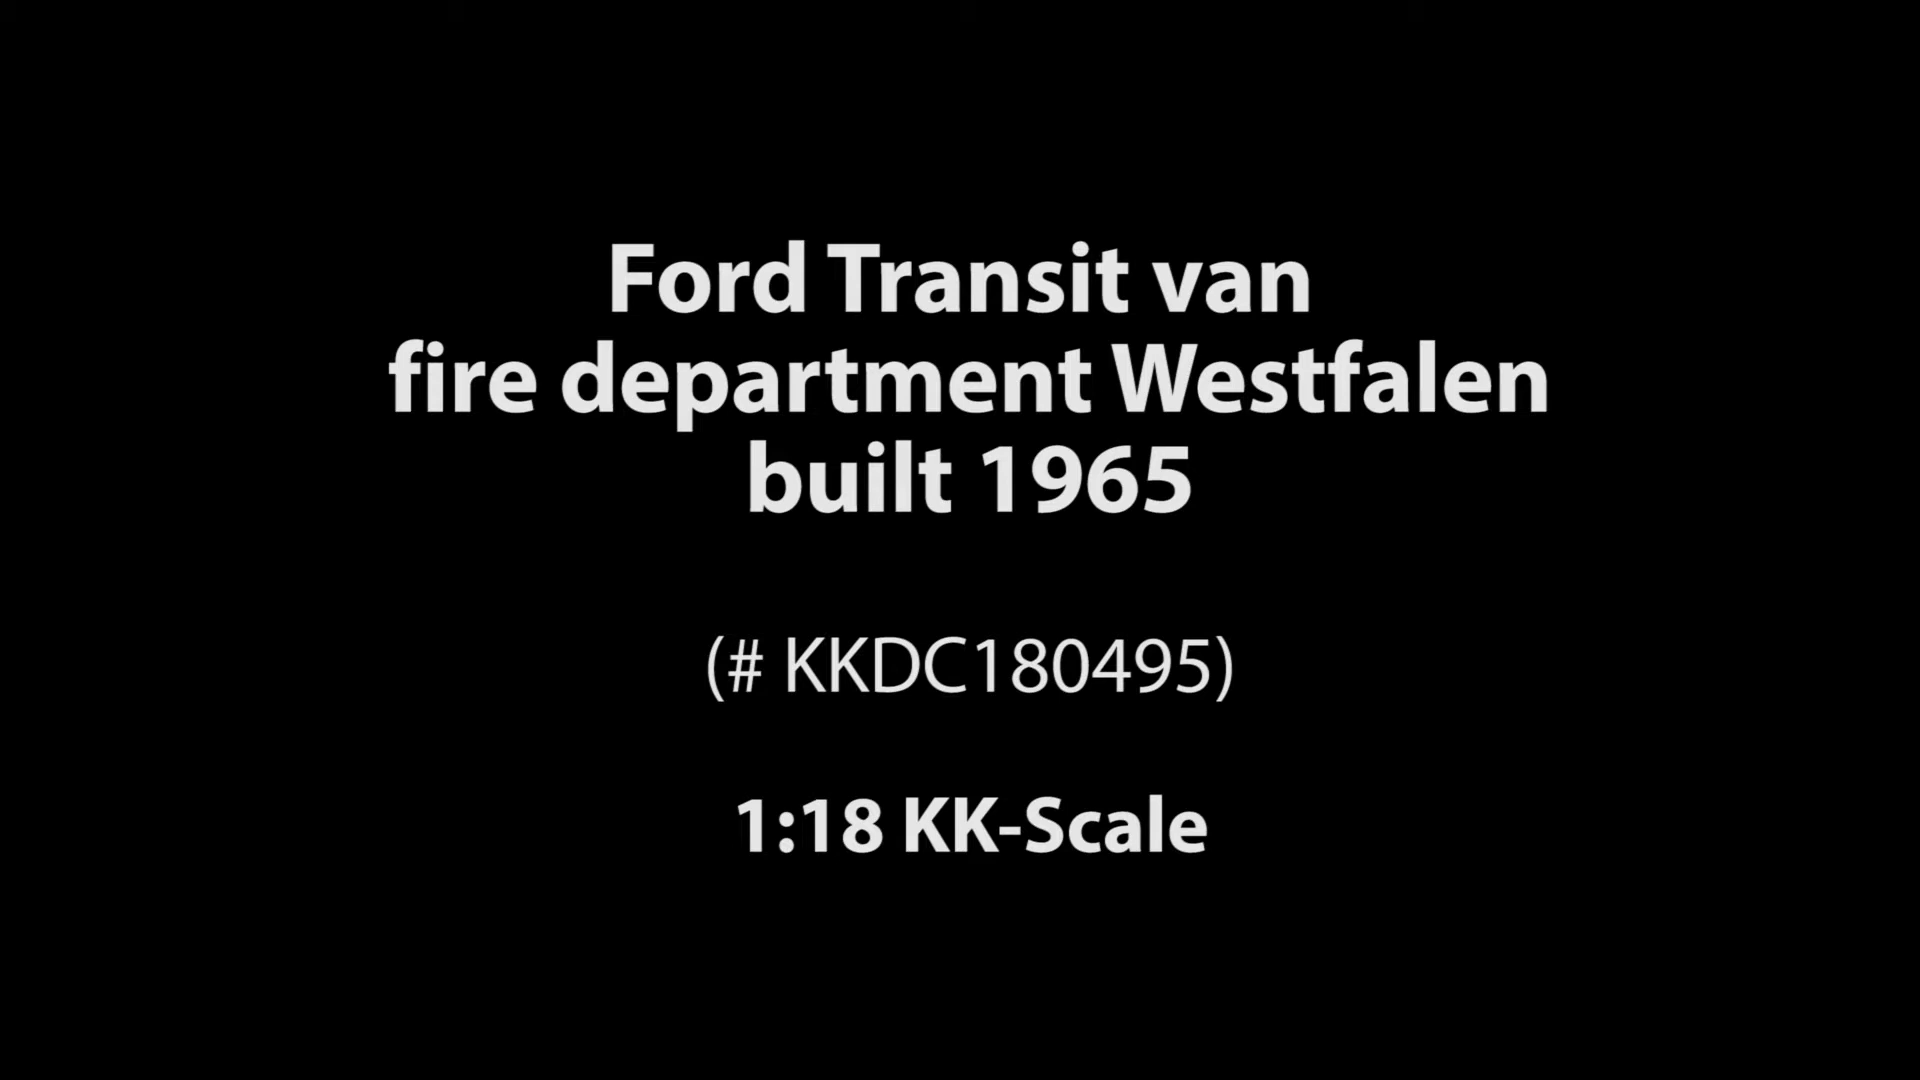 Ford Transit van
fire department Westfalen
built 1965
(# KKDC180495)
1:18 KK-Scale